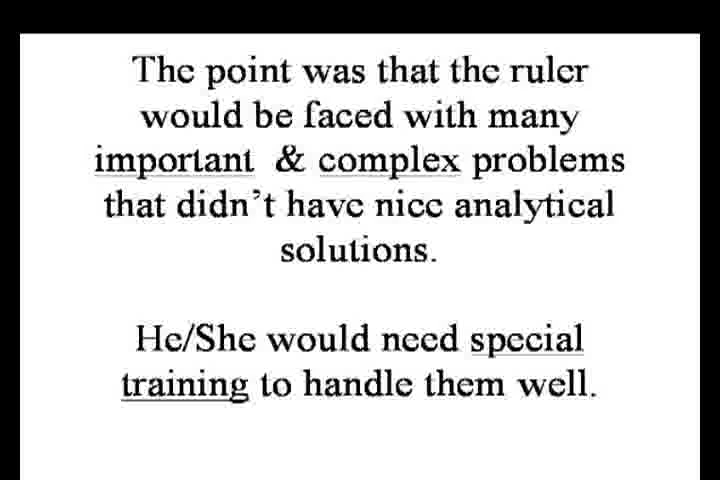 The point was that the ruler
would be faced with many
important & complex problems
that didn't have nice analytical
solutions.
He/She would need special
training to handle them well.